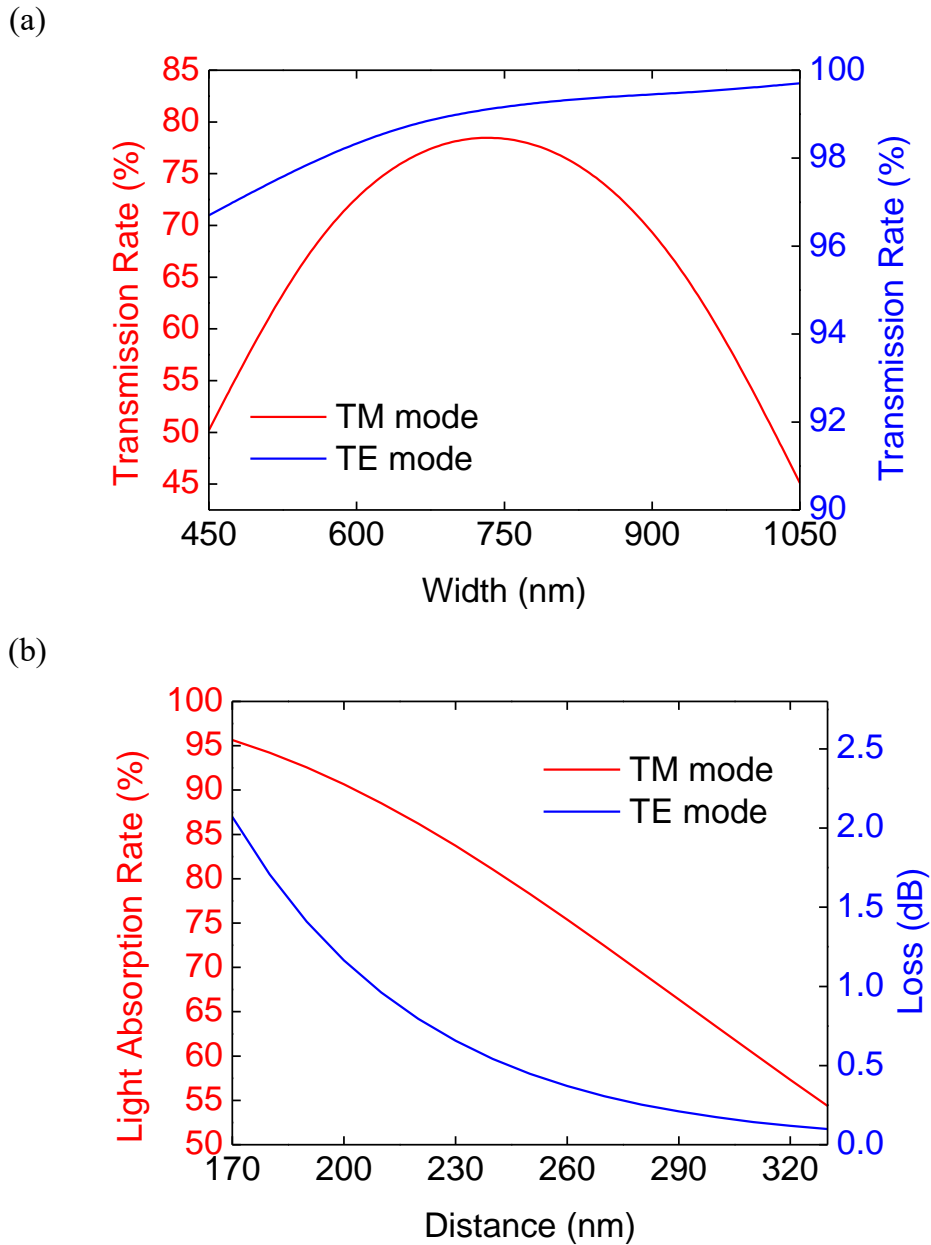 (a)
85
80
75
70
65
60
55
50
45
Transmission Rate (%)
100
98
96
94
92
90
Transmission Rate (%)
TM mode
TE mode
450 600 750 900 1050
Width (nm)
(b)
100
95
90
85
80
75
70
65
60
55
50
Light Absorption Rate (%)
2.5
2.0
1.5
1.0
0.5
0.0
Loss (dB)
TM mode
TE mode
170 200 230 260 290 320
Distance (nm)